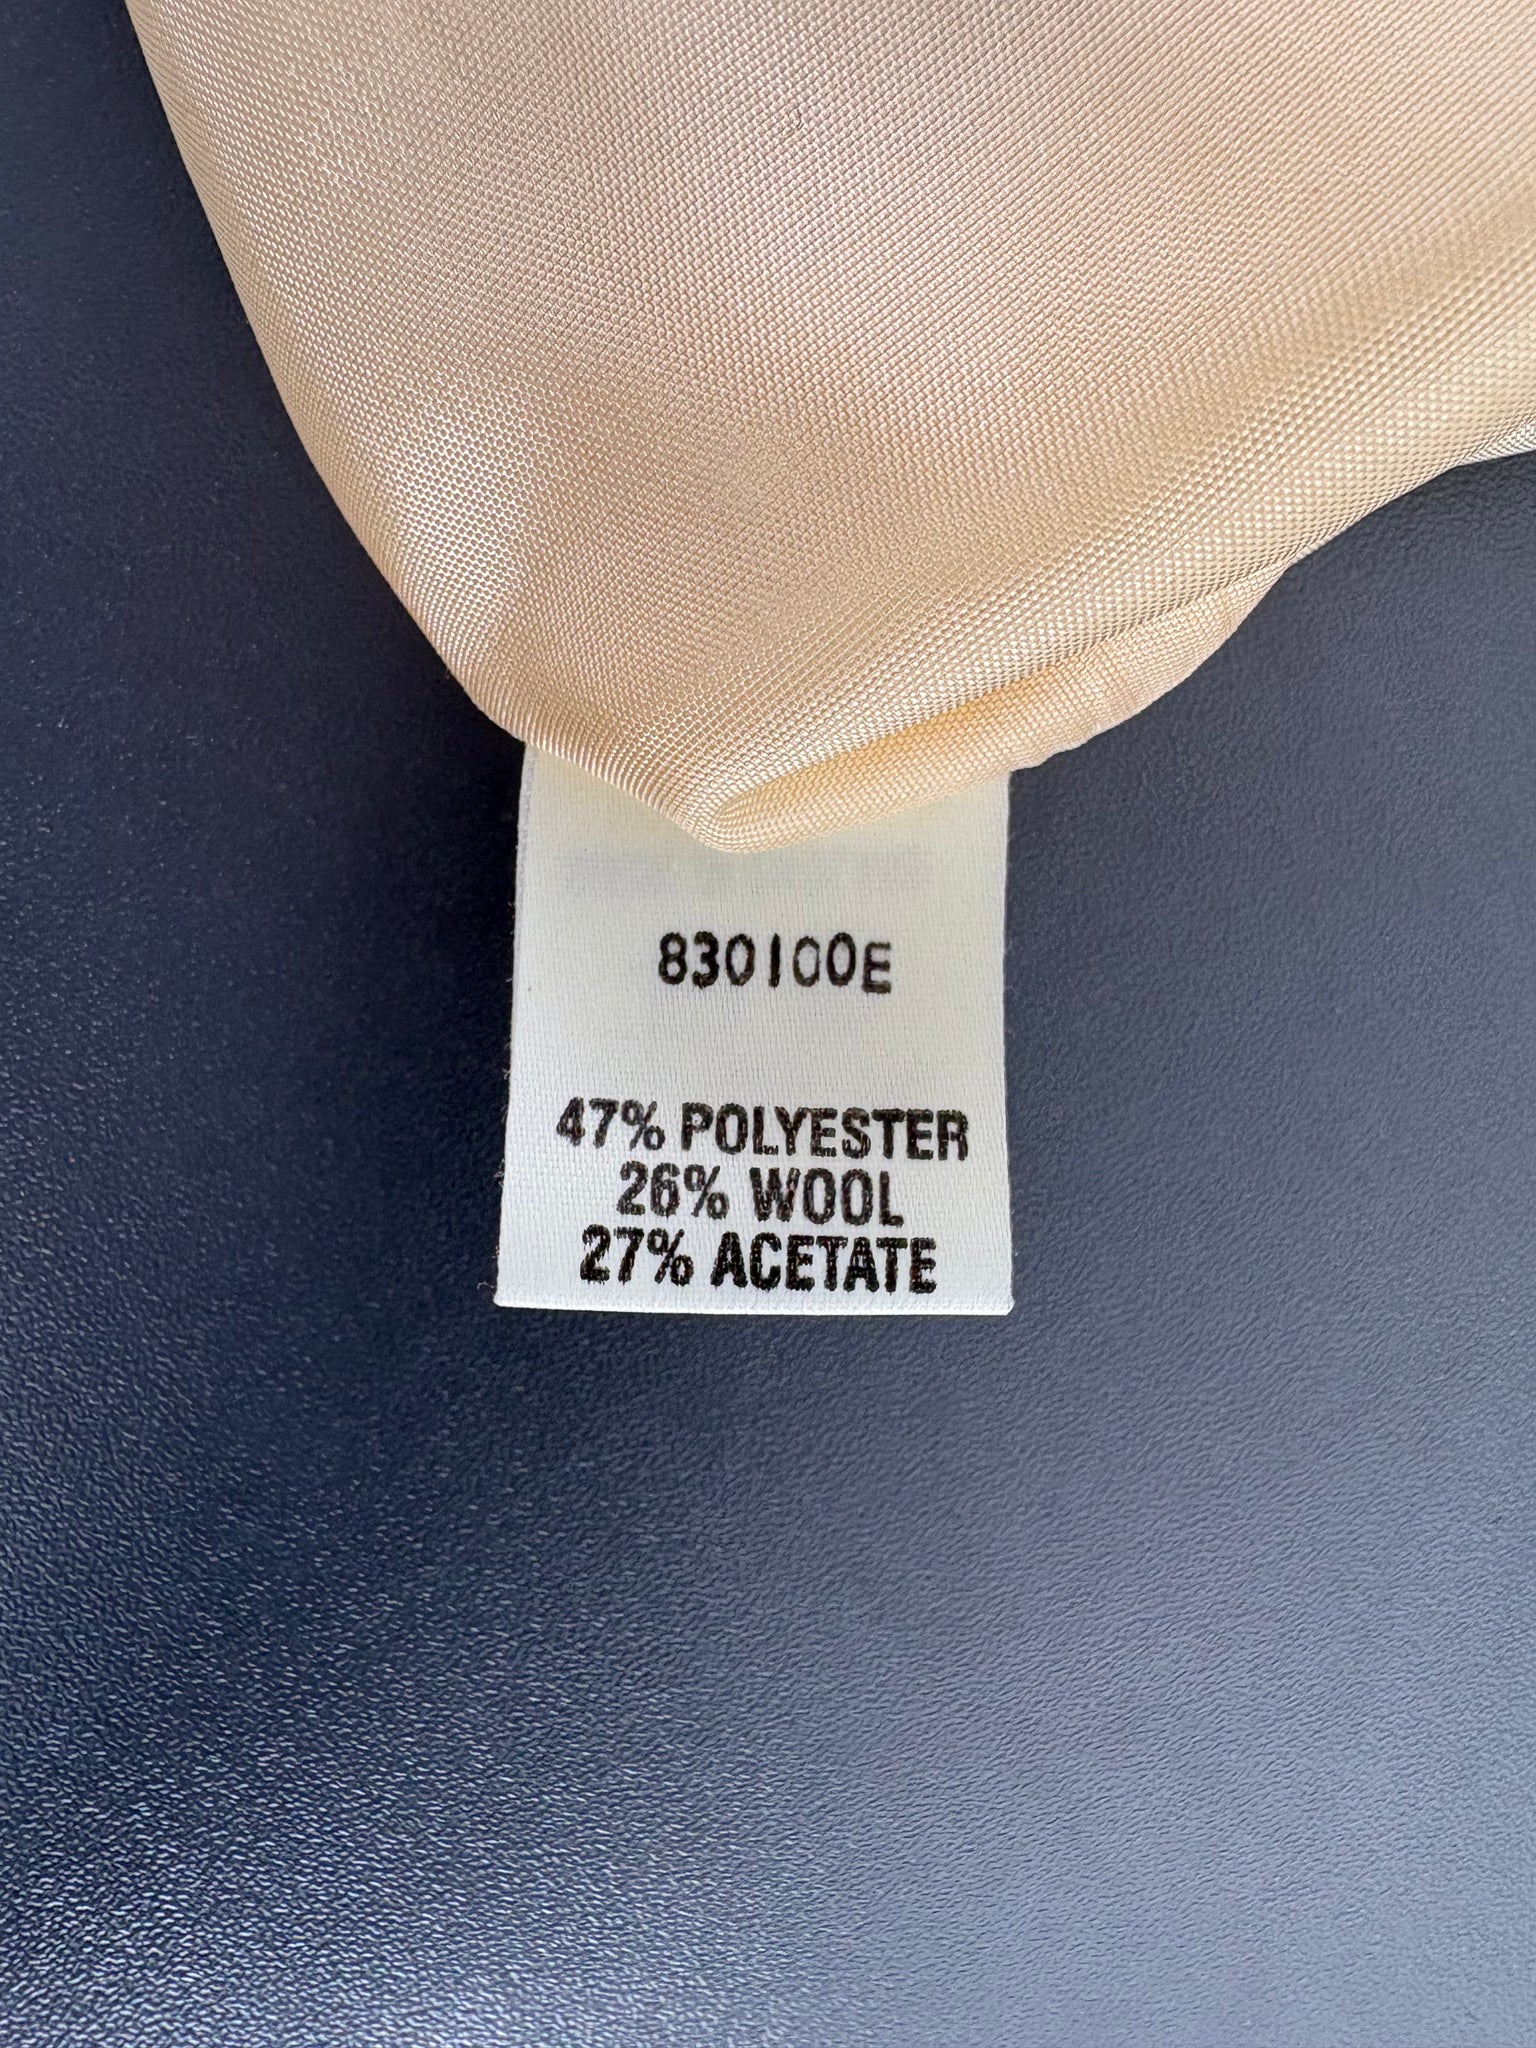 830100E
47% POLYESTER
26% WOOL
27% ACETATE